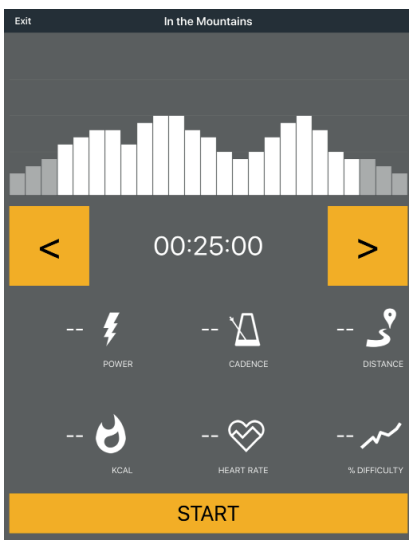 Exit In the Mountains
< 00:25:00 >
-- -- --
POWER CADENCE DISTANCE
-- -- --
KCAL HEART RATE % DIFFICULTY
START